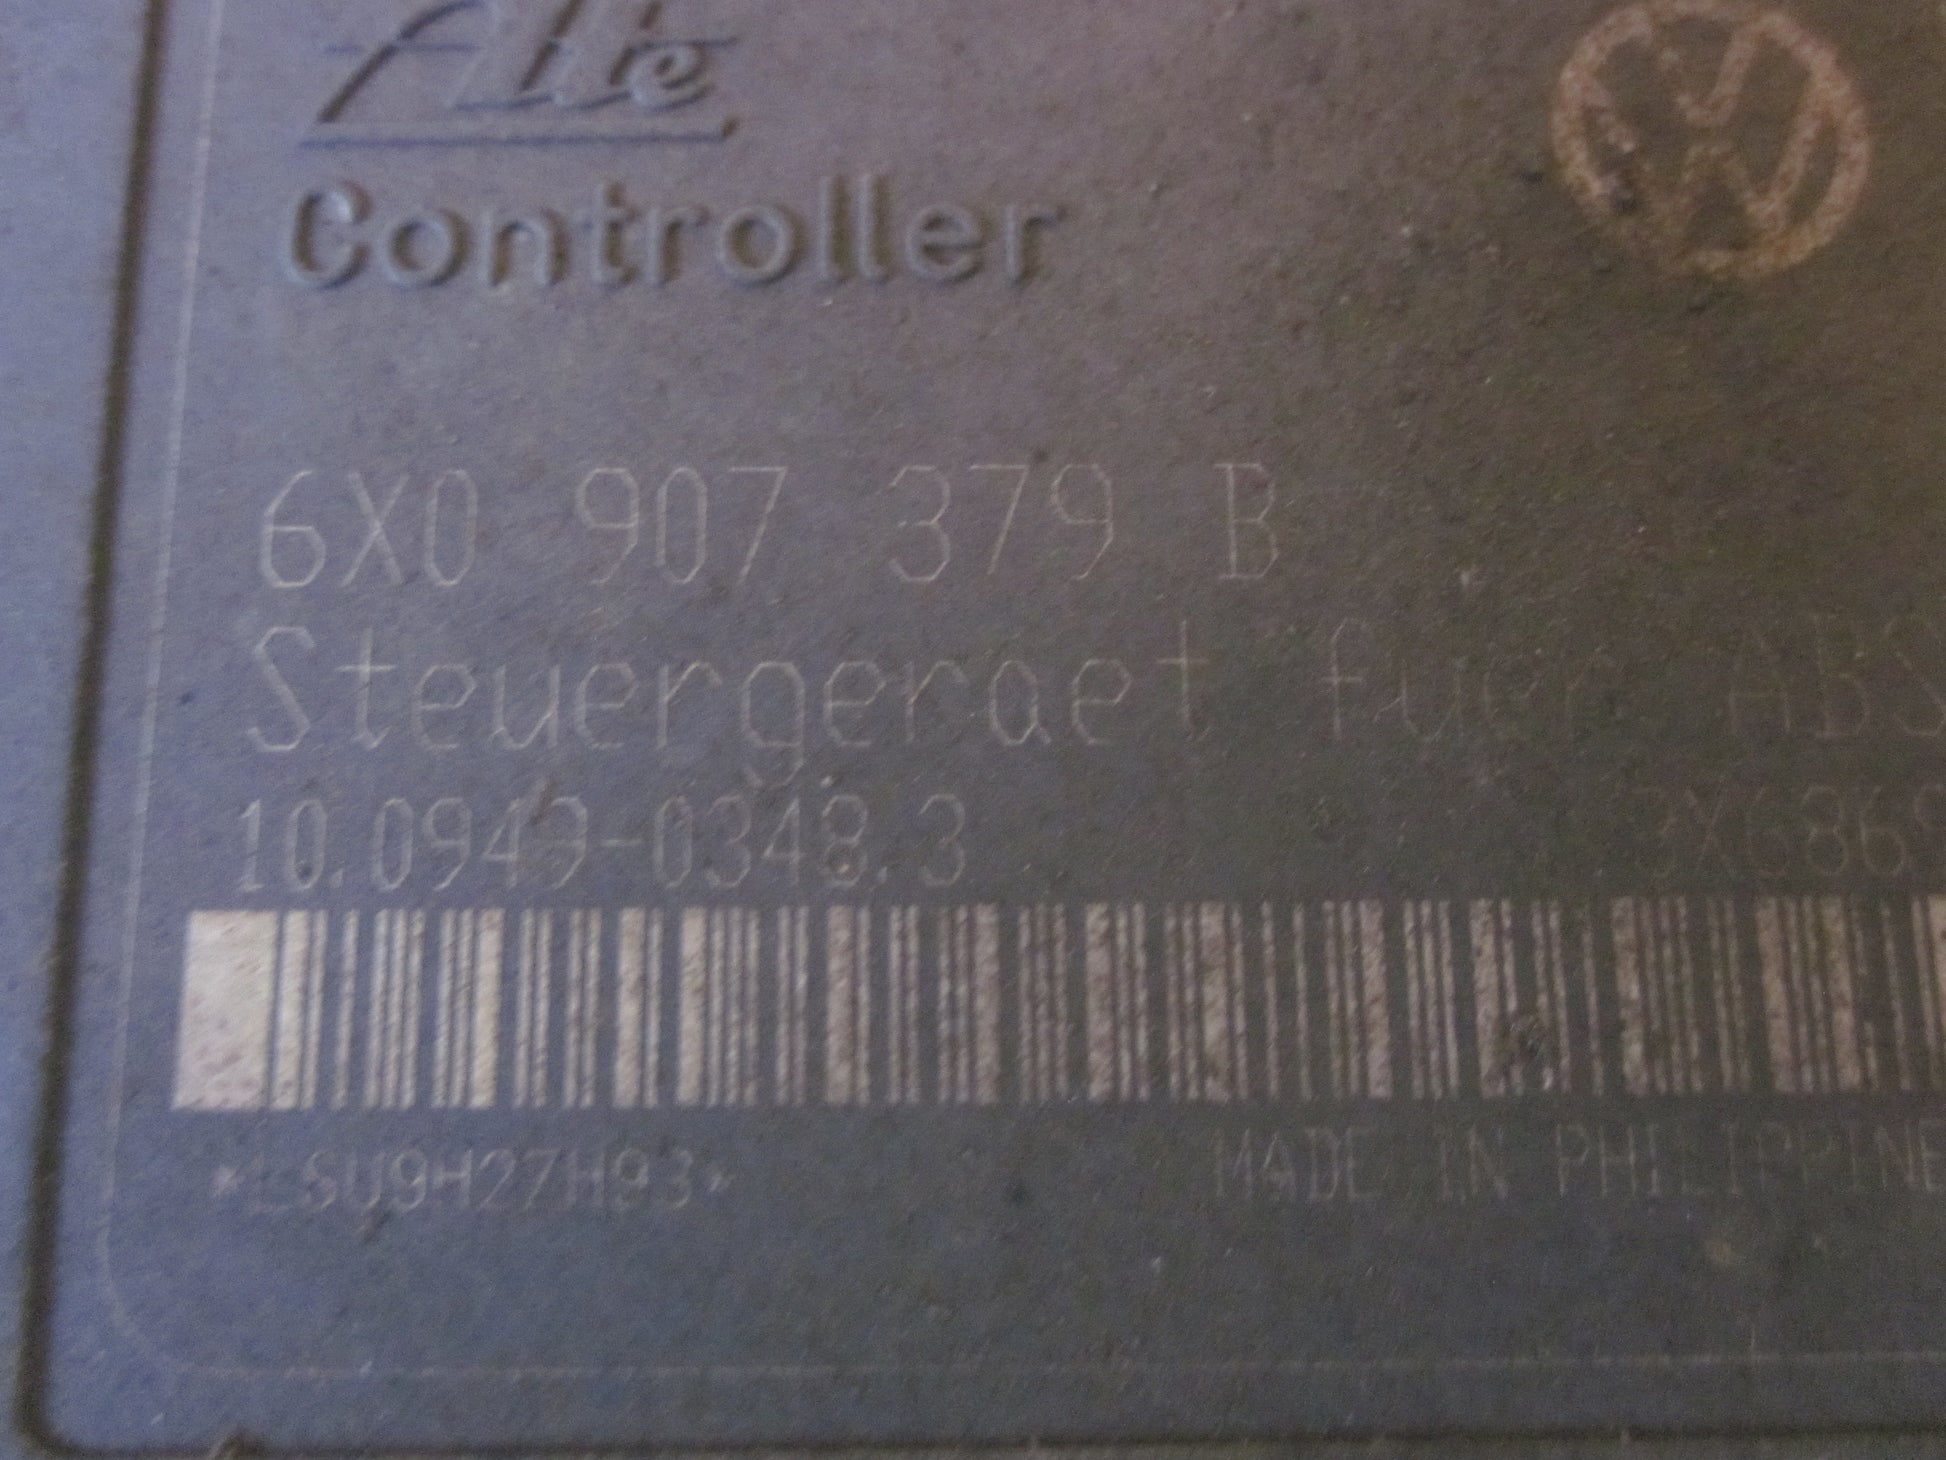 Ate
Controller
6X0 907 379 B
Steuergeraet fuer ABS
10.0949-0348.3
*LSU9H27H93*
MADE IN PHILIPPINE